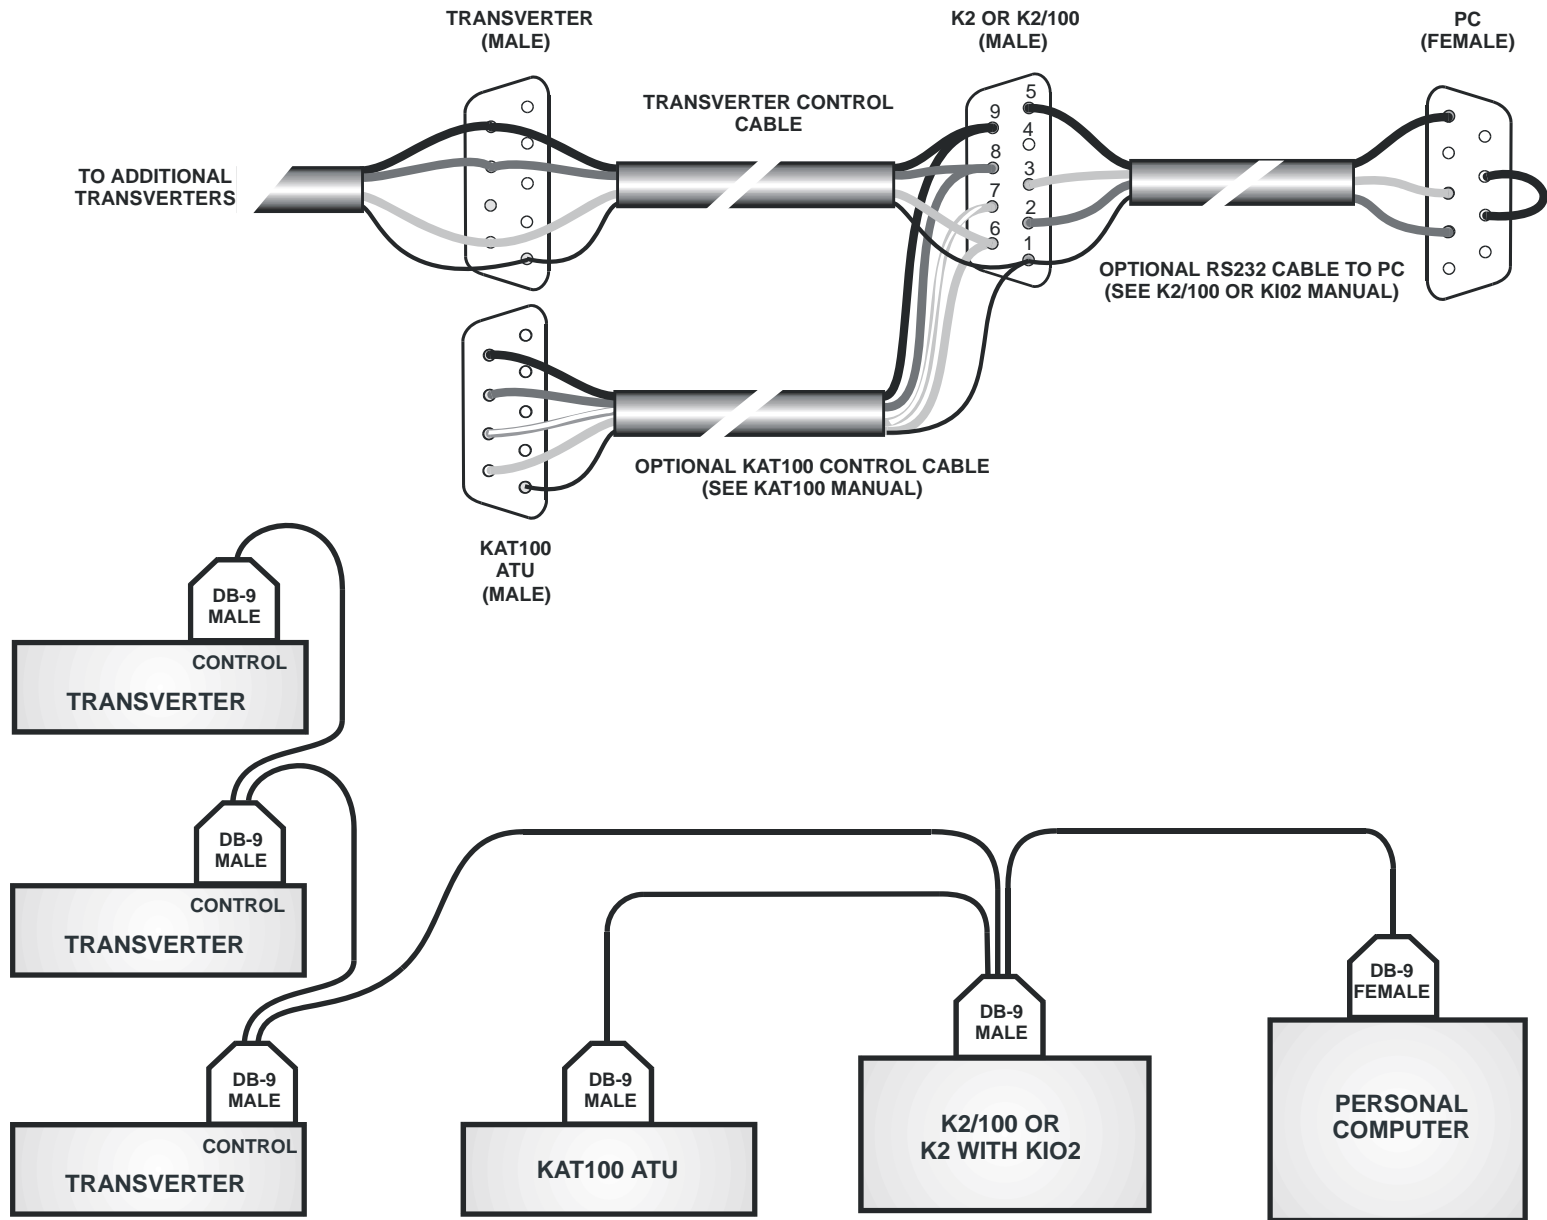 TRANSVERTER
(MALE)
K2 OR K2/100
(MALE)
PC
(FEMALE)
TRANSVERTER CONTROL
CABLE
5
9
4
8
3
7
2
6
1
TO ADDITIONAL
TRANSVERTERS
OPTIONAL RS232 CABLE TO PC
(SEE K2/100 OR KI02 MANUAL)
OPTIONAL KAT100 CONTROL CABLE
(SEE KAT100 MANUAL)
KAT100
ATU
(MALE)
DB-9
MALE
CONTROL
TRANSVERTER
DB-9
MALE
CONTROL
TRANSVERTER
DB-9
MALE
CONTROL
TRANSVERTER
DB-9
MALE
KAT100 ATU
DB-9
MALE
K2/100 OR
K2 WITH KIO2
DB-9
FEMALE
PERSONAL
COMPUTER